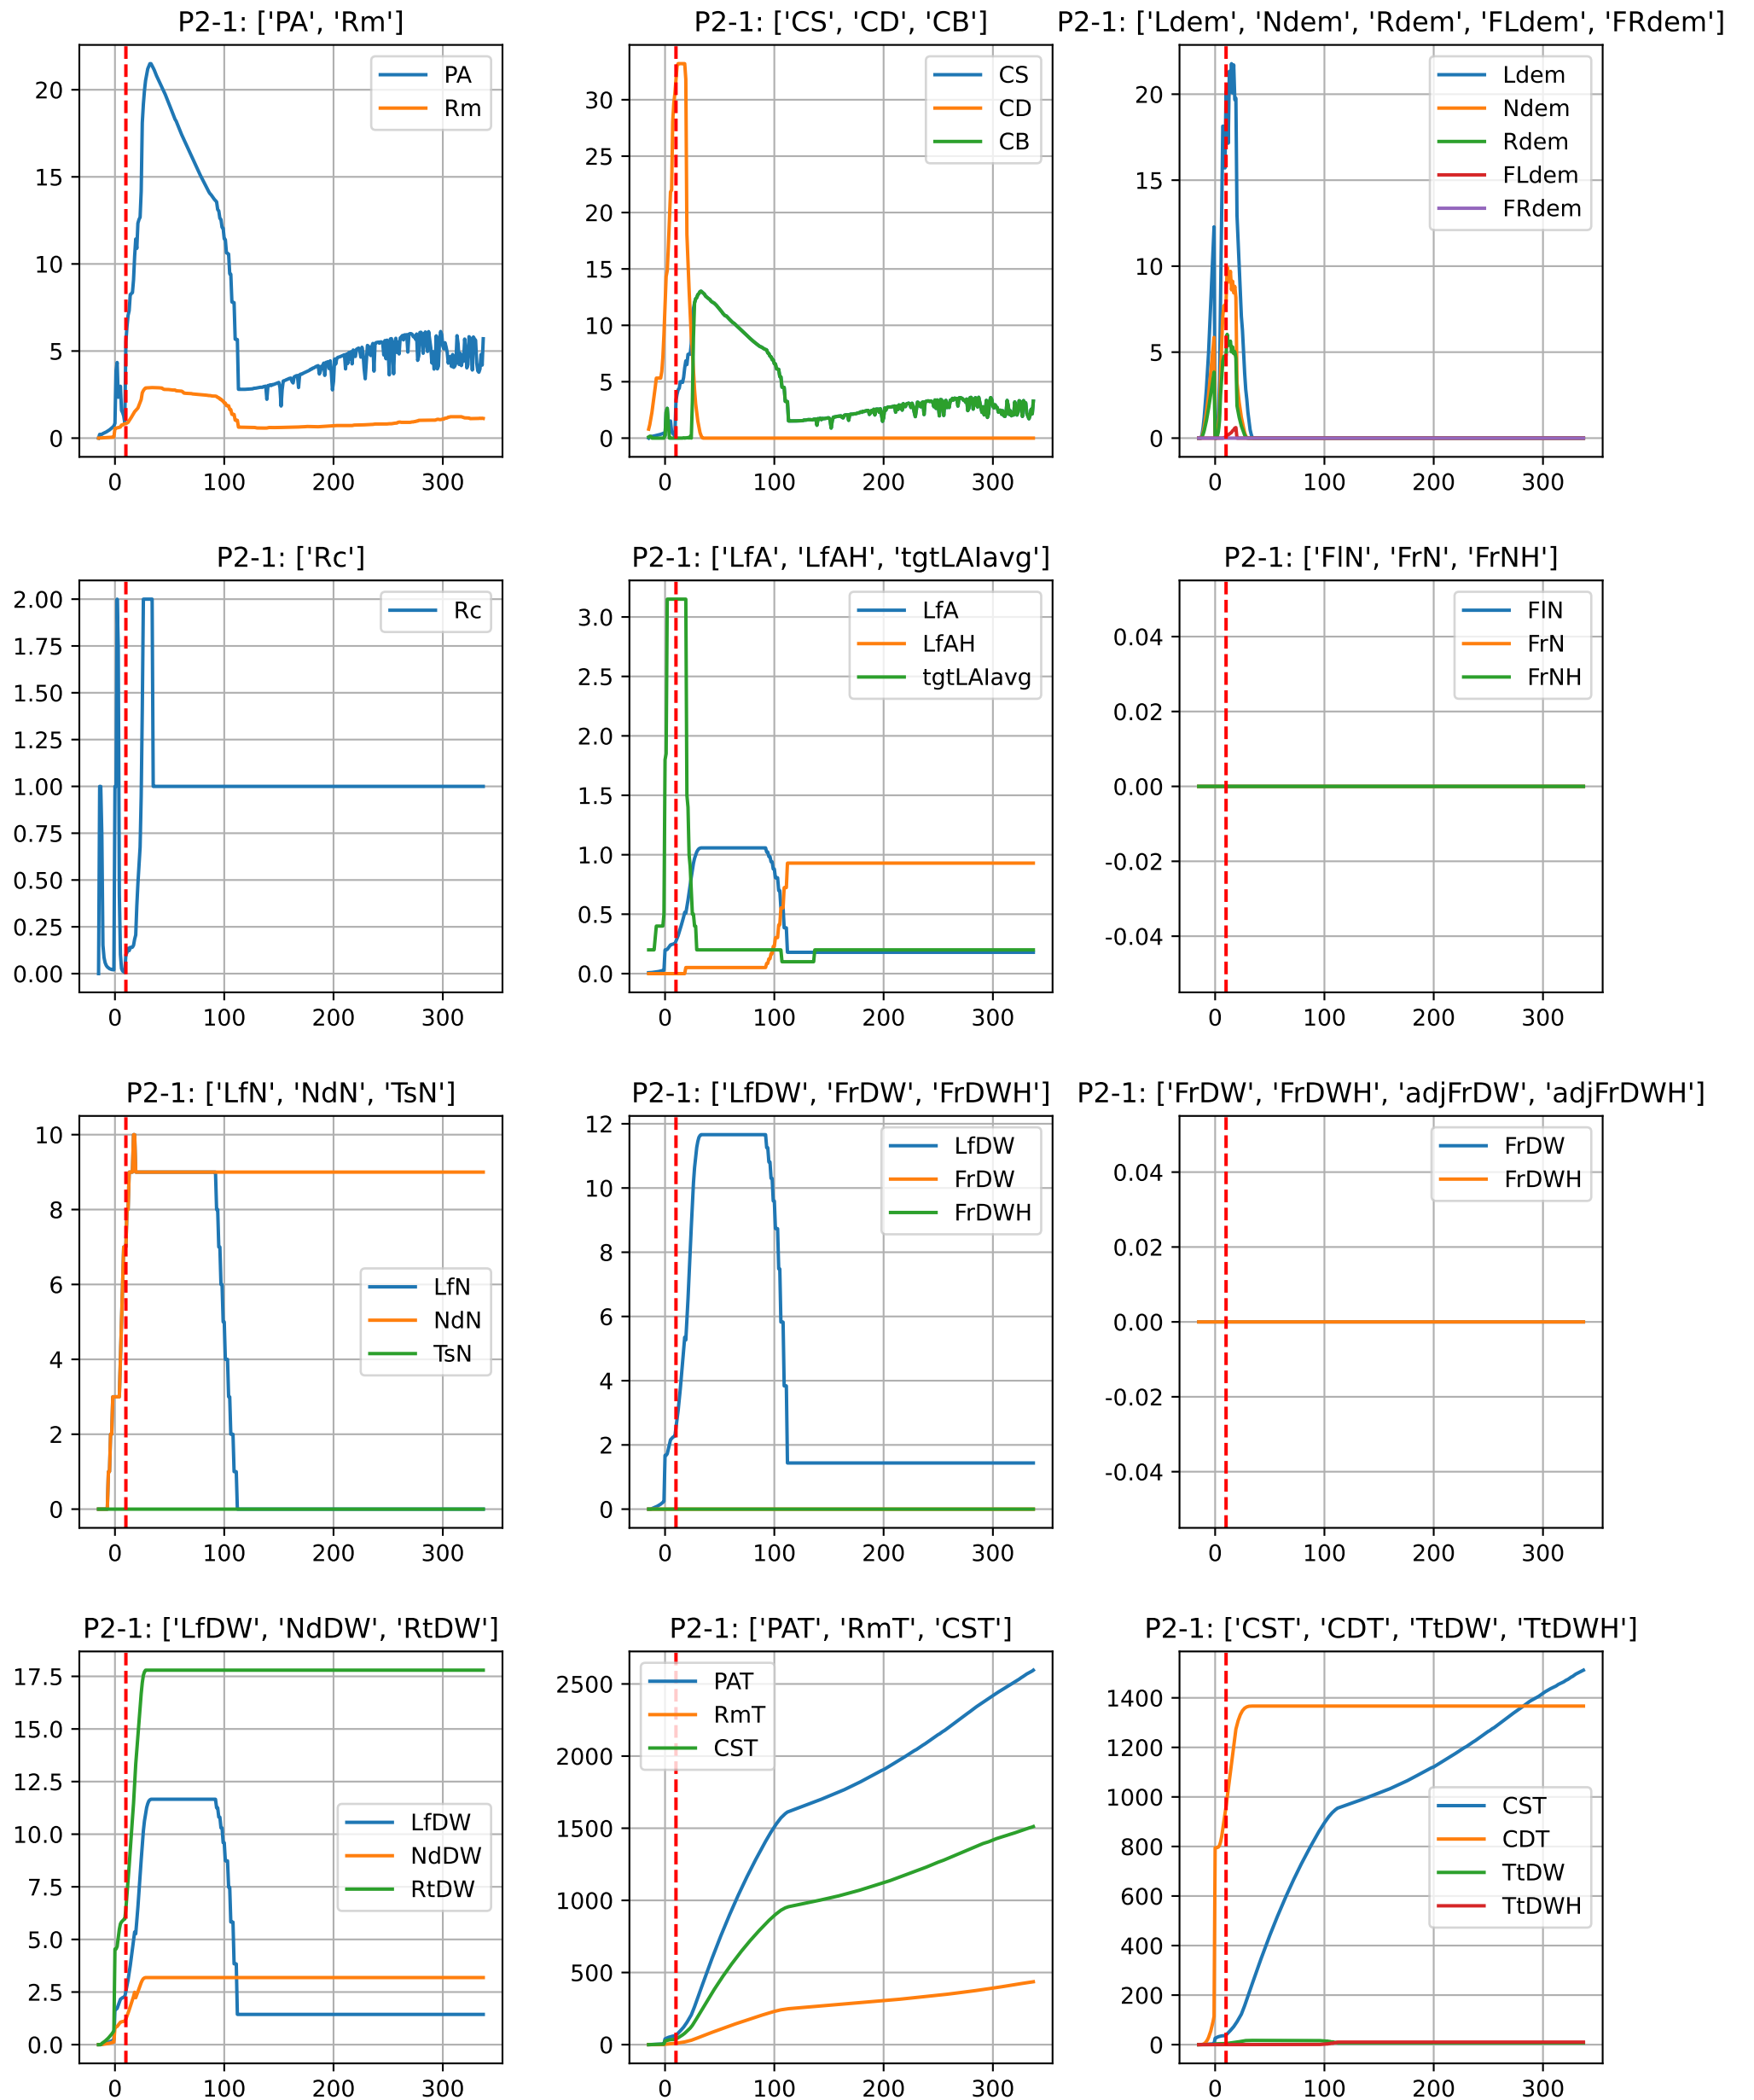 P2-1: ['PA', 'Rm']
20
15
10
5
0
0 100 200 300
PA
Rm
P2-1: ['CS', 'CD', 'CB']
30
25
20
15
10
5
0
0 100 200 300
CS
CD
CB
P2-1: ['Ldem', 'Ndem', 'Rdem', 'FLdem', 'FRdem']
20
15
10
5
0
0 100 200 300
Ldem
Ndem
Rdem
FLdem
FRdem
P2-1: ['Rc']
2.00
1.75
1.50
1.25
1.00
0.75
0.50
0.25
0.00
0 100 200 300
Rc
P2-1: ['LfA', 'LfAH', 'tgtLAIavg']
3.0
2.5
2.0
1.5
1.0
0.5
0.0
0 100 200 300
LfA
LfAH
tgtLAIavg
P2-1: ['FlN', 'FrN', 'FrNH']
0.04
0.02
0.00
-0.02
-0.04
0 100 200 300
FlN
FrN
FrNH
P2-1: ['LfN', 'NdN', 'TsN']
10
8
6
4
2
0
0 100 200 300
LfN
NdN
TsN
P2-1: ['LfDW', 'FrDW', 'FrDWH']
12
10
8
6
4
2
0
0 100 200 300
LfDW
FrDW
FrDWH
P2-1: ['FrDW', 'FrDWH', 'adjFrDW', 'adjFrDWH']
0.04
0.02
0.00
-0.02
-0.04
0 100 200 300
FrDW
FrDWH
P2-1: ['LfDW', 'NdDW', 'RtDW']
17.5
15.0
12.5
10.0
7.5
5.0
2.5
0.0
0 100 200 300
LfDW
NdDW
RtDW
P2-1: ['PAT', 'RmT', 'CST']
2500
2000
1500
1000
500
0
0 100 200 300
PAT
RmT
CST
P2-1: ['CST', 'CDT', 'TtDW', 'TtDWH']
1400
1200
1000
800
600
400
200
0
0 100 200 300
CST
CDT
TtDW
TtDWH